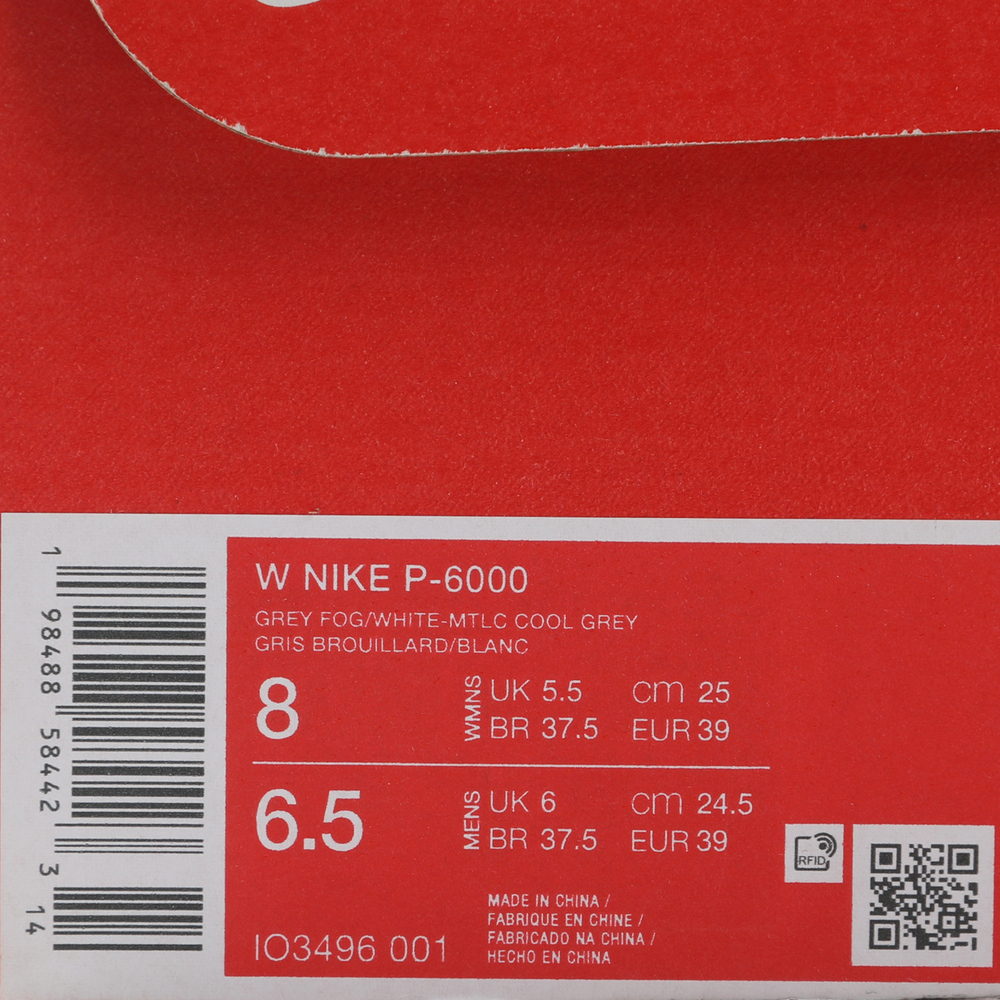 1 98488 58442 3 14
W NIKE P-6000
GREY FOG/WHITE-MTLC COOL GREY
GRIS BROUILLARD/BLANC
8 WMNS UK 5.5 cm 25
BR 37.5 EUR 39
6.5 MENS UK 6 cm 24.5
BR 37.5 EUR 39
RFID
MADE IN CHINA /
FABRIQUE EN CHINE /
FABRICADO NA CHINA /
HECHO EN CHINA
IO3496 001